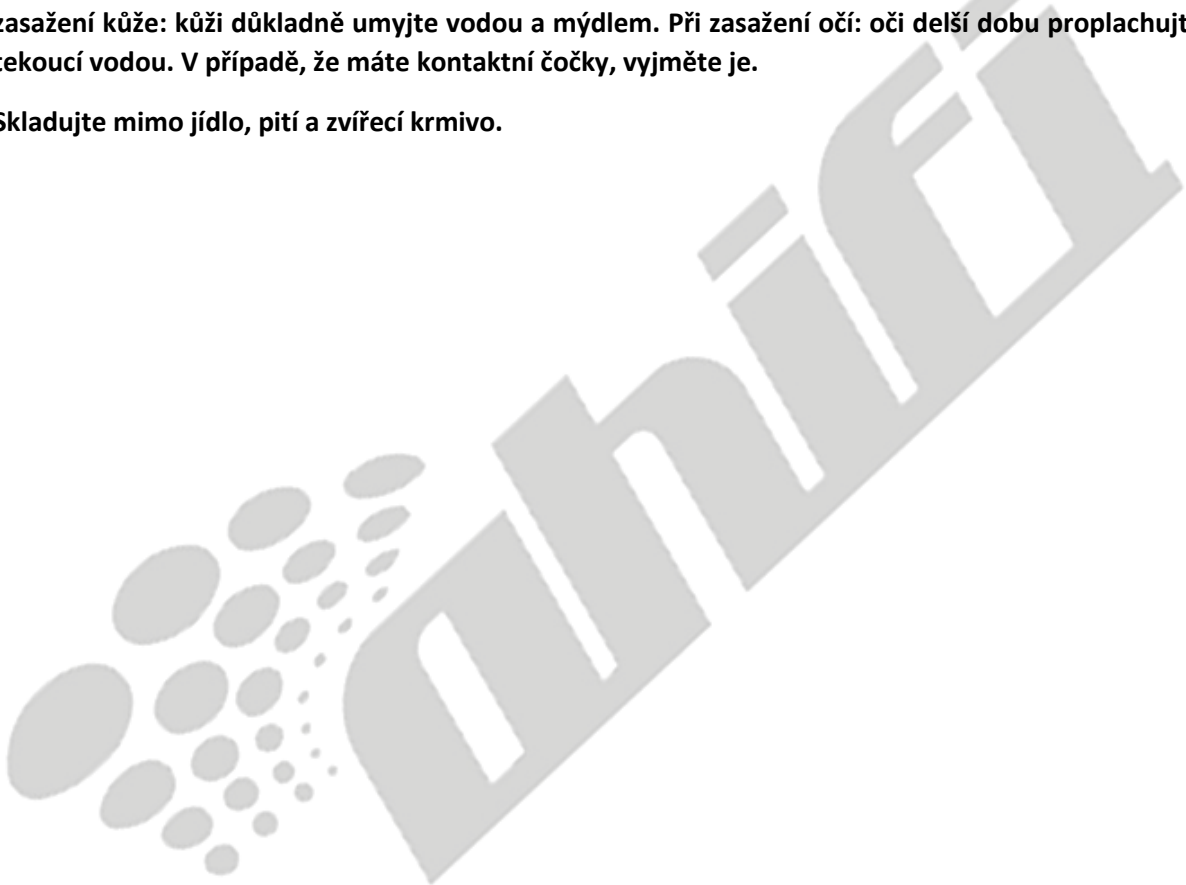 zasažení kůže: kůži důkladně umyjte vodou a mýdlem. Při zasažení očí: oči delší dobu proplachujt
tekoucí vodou. V případě, že máte kontaktní čočky, vyjměte je.
Skladujte mimo jídlo, pití a zvířecí krmivo.
ahifi